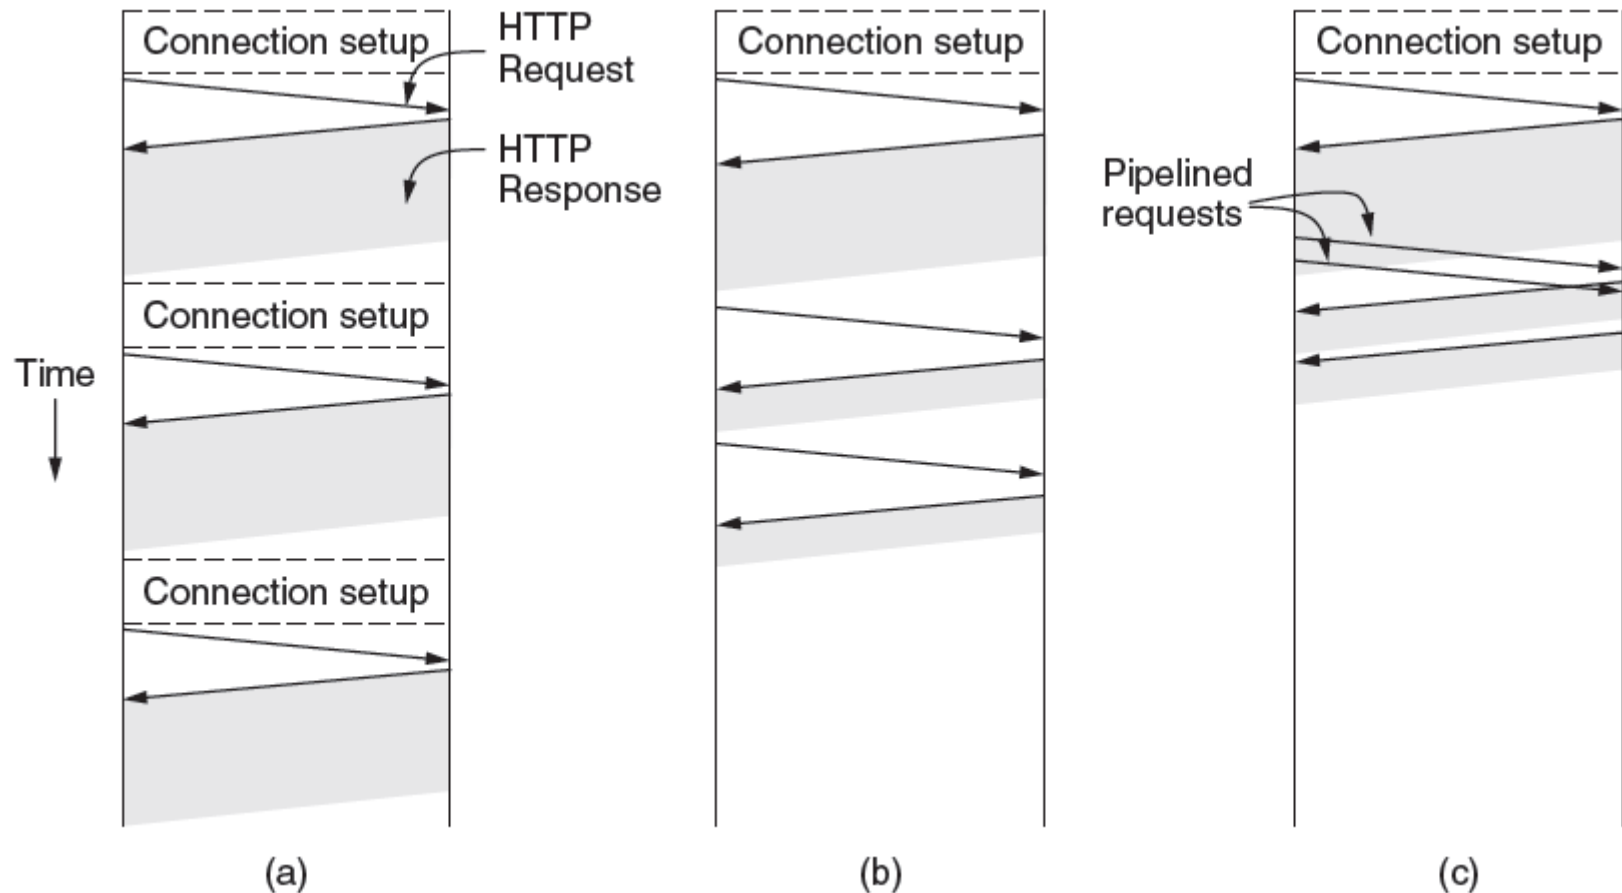 Connection setup
HTTP
Request
HTTP
Response
Connection setup
Time
Connection setup
(a)
Connection setup
(b)
Connection setup
Pipelined
requests
(c)